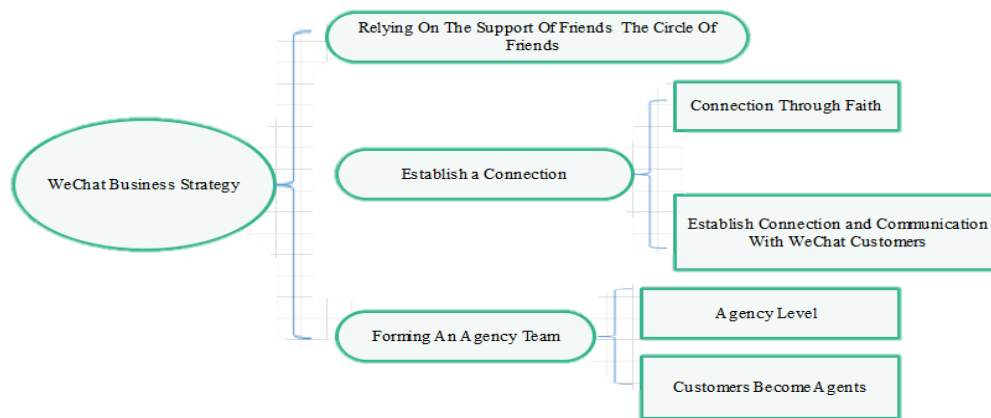 Relying On The Support Of Friends The Circle Of
Friends
Connection Through Faith
WeChat Business Strategy
Establish a Connection
Establish Connection and Communication
With WeChat Customers
Agency Level
Forming An Agency Team
Customers Become Agents